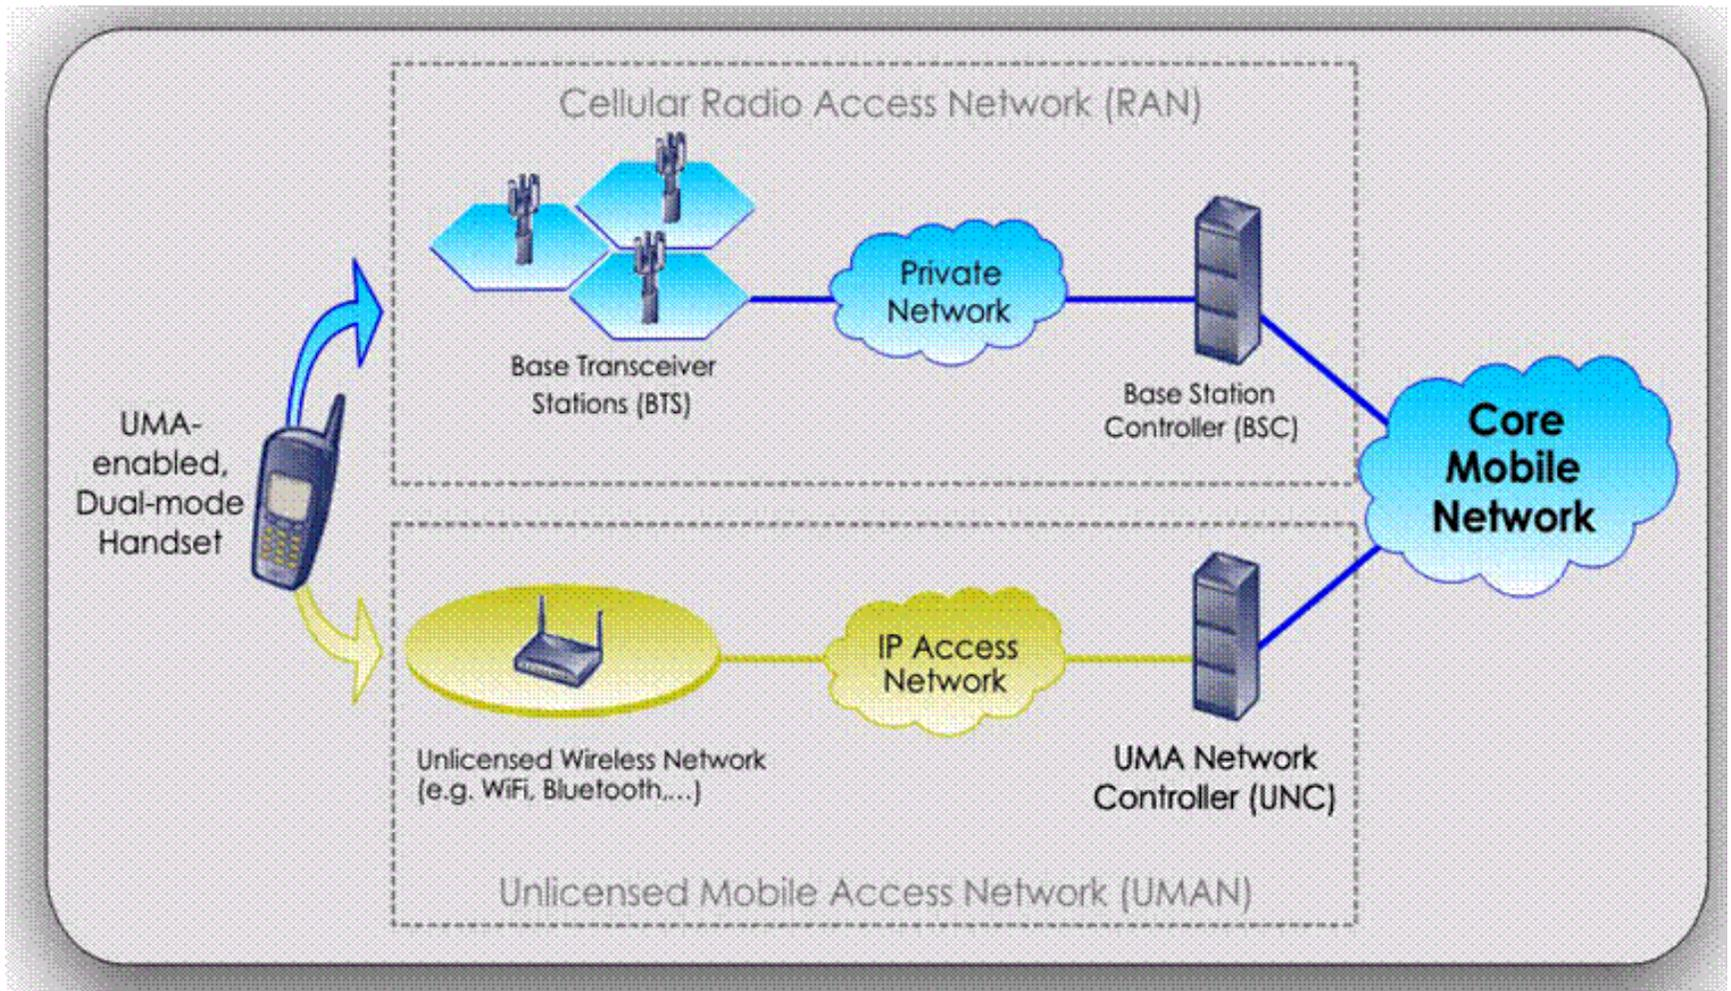 Cellular Radio Access Network (RAN)
Private
Network
Base Transceiver
Stations (BTS)
Base Station
Controller (BSC)
UMA-
enabled,
Dual-mode
Handset
Core
Mobile
Network
IP Access
Network
Unlicensed Wireless Network
(e.g. WiFi, Bluetooth,...)
UMA Network
Controller (UNC)
Unlicensed Mobile Access Network (UMAN)